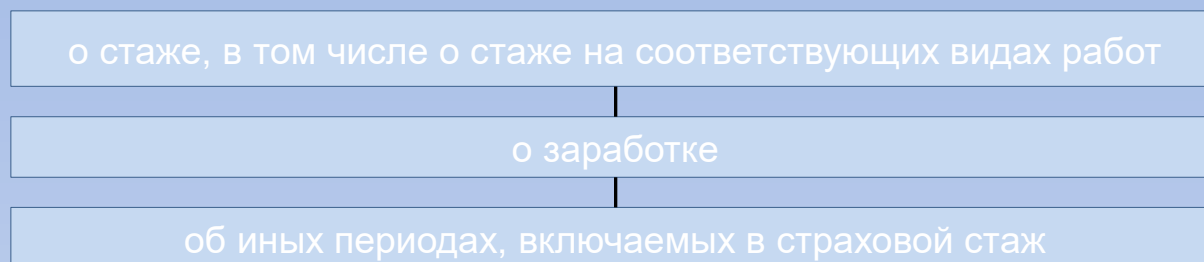 о стаже, в том числе о стаже на соответствующих видах работ
о заработке
об иных периодах, включаемых в страховой стаж